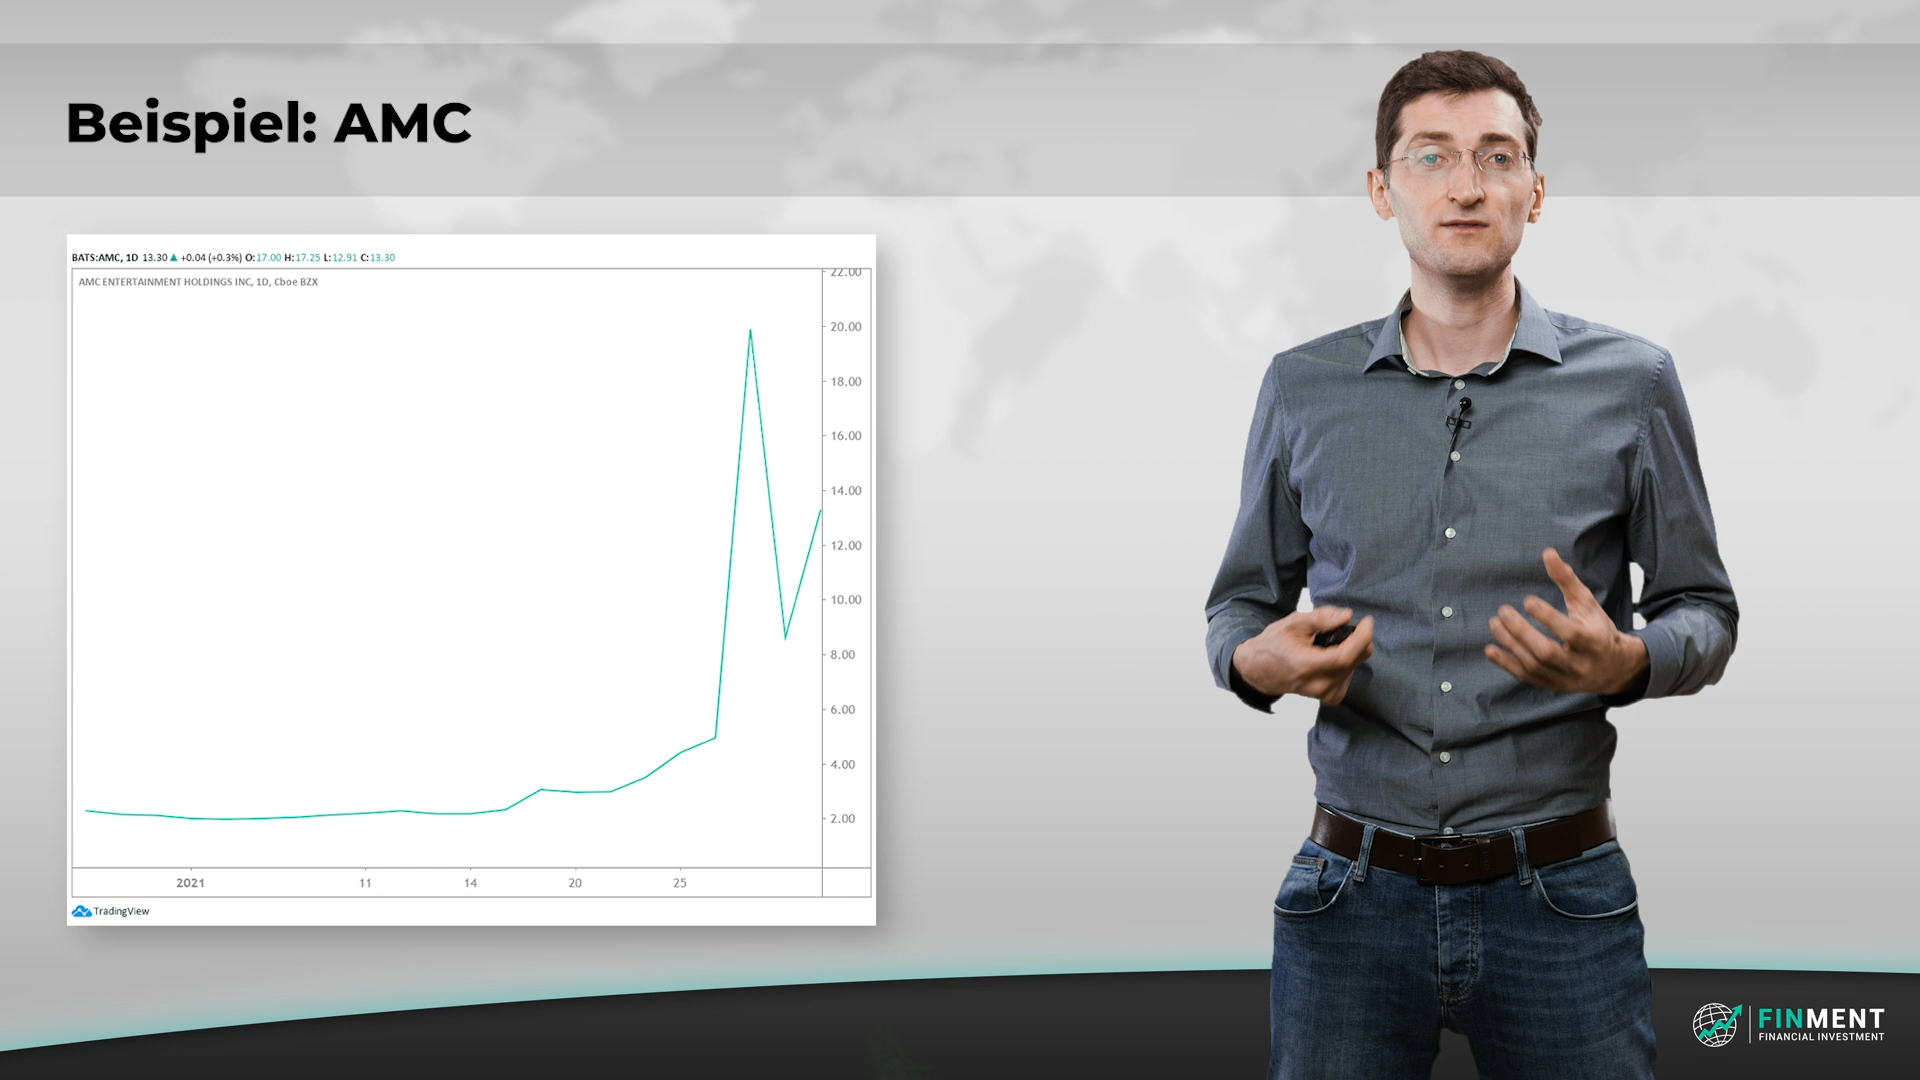 Beispiel: AMC
BATS:AMC, 1D 13.30 ▲ +0.04 (+0.3%) O:17.00 H:17.25 L:12.91 C:13.30
AMC ENTERTAINMENT HOLDINGS INC, 1D, Cboe BZX
22.00
20.00
18.00
16.00
14.00
12.00
10.00
8.00
6.00
4.00
2.00
2021 11 14 20 25
TradingView
FINMENT
FINANCIAL INVESTMENT